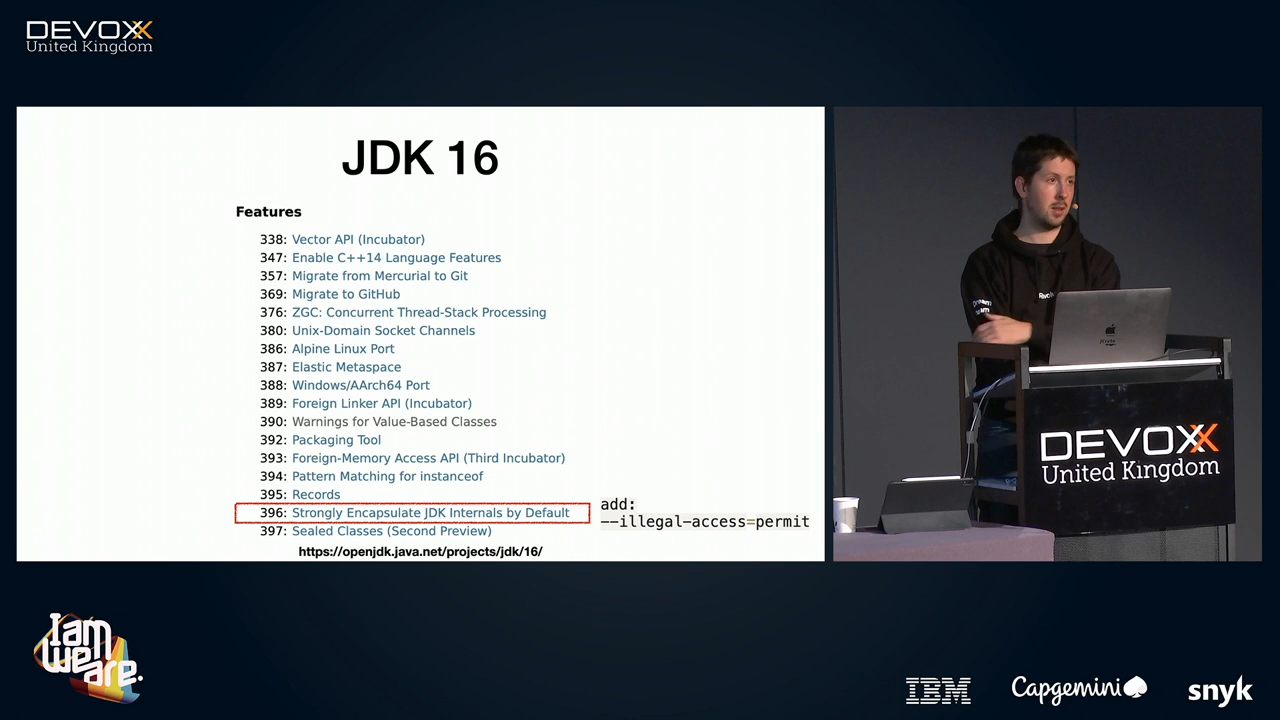 DEVOXX
United Kingdom
JDK 16
Features
338: Vector API (Incubator)
347: Enable C++14 Language Features
357: Migrate from Mercurial to Git
369: Migrate to GitHub
376: ZGC: Concurrent Thread-Stack Processing
380: Unix-Domain Socket Channels
386: Alpine Linux Port
387: Elastic Metaspace
388: Windows/AArch64 Port
389: Foreign Linker API (Incubator)
390: Warnings for Value-Based Classes
392: Packaging Tool
393: Foreign-Memory Access API (Third Incubator)
394: Pattern Matching for instanceof
395: Records
396: Strongly Encapsulate JDK Internals by Default
397: Sealed Classes (Second Preview)
https://openjdk.java.net/projects/jdk/16/
add:
--illegal-access=permit
DEVOXX
United Kingdom
I am
We are.
IBM
Capgemini
snyk